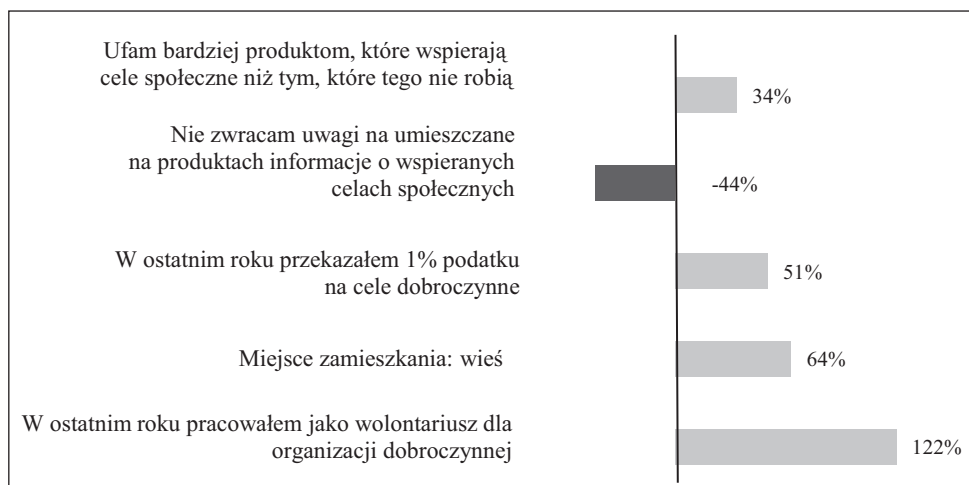 Ufam bardziej produktom, które wspierają
cele społeczne niż tym, które tego nie robią
34%
Nie zwracam uwagi na umieszczane
na produktach informacje o wspieranych
celach społecznych
-44%
W ostatnim roku przekazałem 1% podatku
na cele dobroczynne
51%
Miejsce zamieszkania: wieś
64%
W ostatnim roku pracowałem jako wolontariusz dla
organizacji dobroczynnej
122%